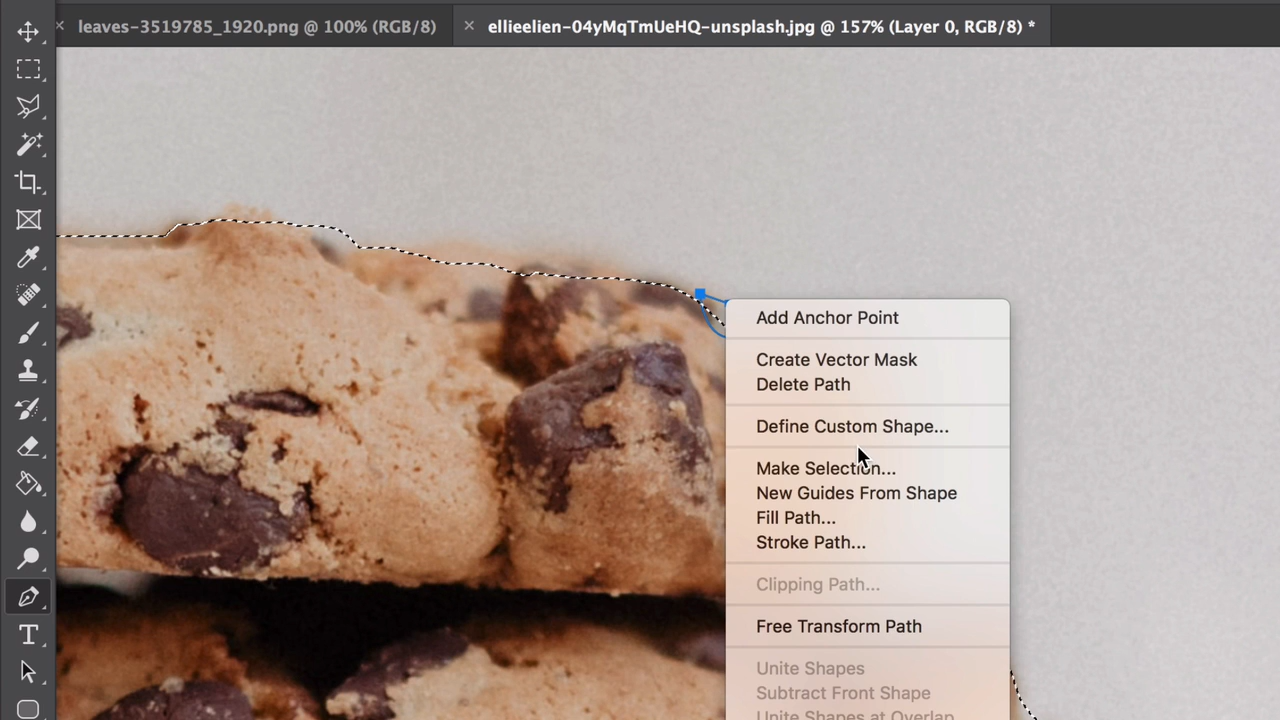 leaves-3519785_1920.png @ 100% (RGB/8)
ellieelien-04yMqTmUeHQ-unsplash.jpg @ 157% (Layer 0, RGB/8) *
Add Anchor Point
Create Vector Mask
Delete Path
Define Custom Shape...
Make Selection...
New Guides From Shape
Fill Path...
Stroke Path...
Clipping Path...
Free Transform Path
Unite Shapes
Subtract Front Shape
Unite Shapes at Overlap